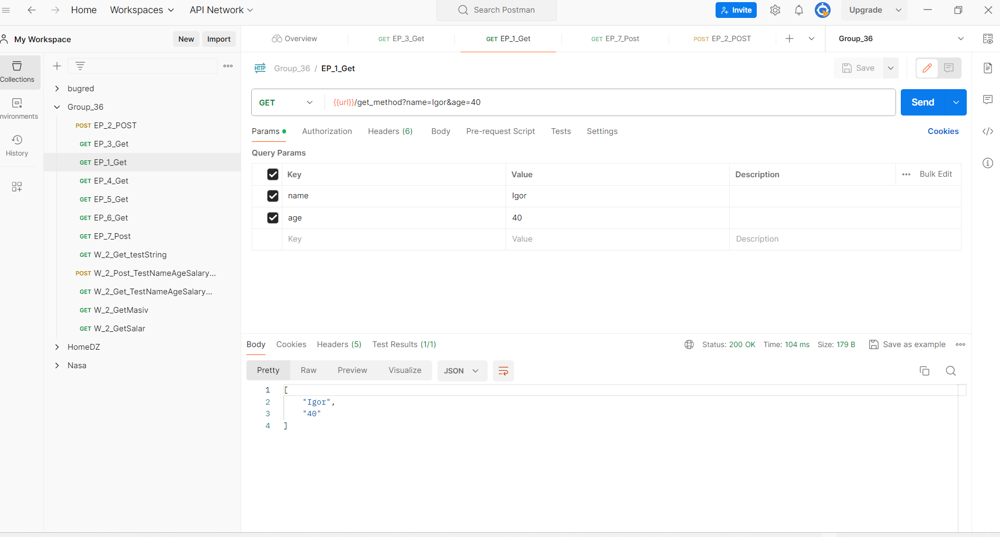 Home Workspaces API Network Search Postman Invite Upgrade
My Workspace New Import
Overview GET EP_3_Get GET EP_1_Get GET EP_7_Post POST EP_2_POST Group_36
Collections
nvironments
History
bugred
Group_36
POST EP_2_POST
GET EP_3_Get
GET EP_1_Get
GET EP_4_Get
GET EP_5_Get
GET EP_6_Get
GET EP_7_Post
GET W_2_Get_testString
POST W_2_Post_TestNameAgeSalary...
GET W_2_Get_TestNameAgeSalary...
GET W_2_GetMasiv
GET W_2_GetSalar
HomeDZ
Nasa
HTTP Group_36 / EP_1_Get Save
GET {{url}}/get_method?name=Igor&age=40 Send
Params Authorization Headers (6) Body Pre-request Script Tests Settings Cookies
Query Params
Key Value Description Bulk Edit
name Igor
age 40
Key Value Description
Body Cookies Headers (5) Test Results (1/1) Status: 200 OK Time: 104 ms Size: 179 B Save as example
Pretty Raw Preview Visualize JSON
1 [
2 "Igor",
3 "40"
4 ]